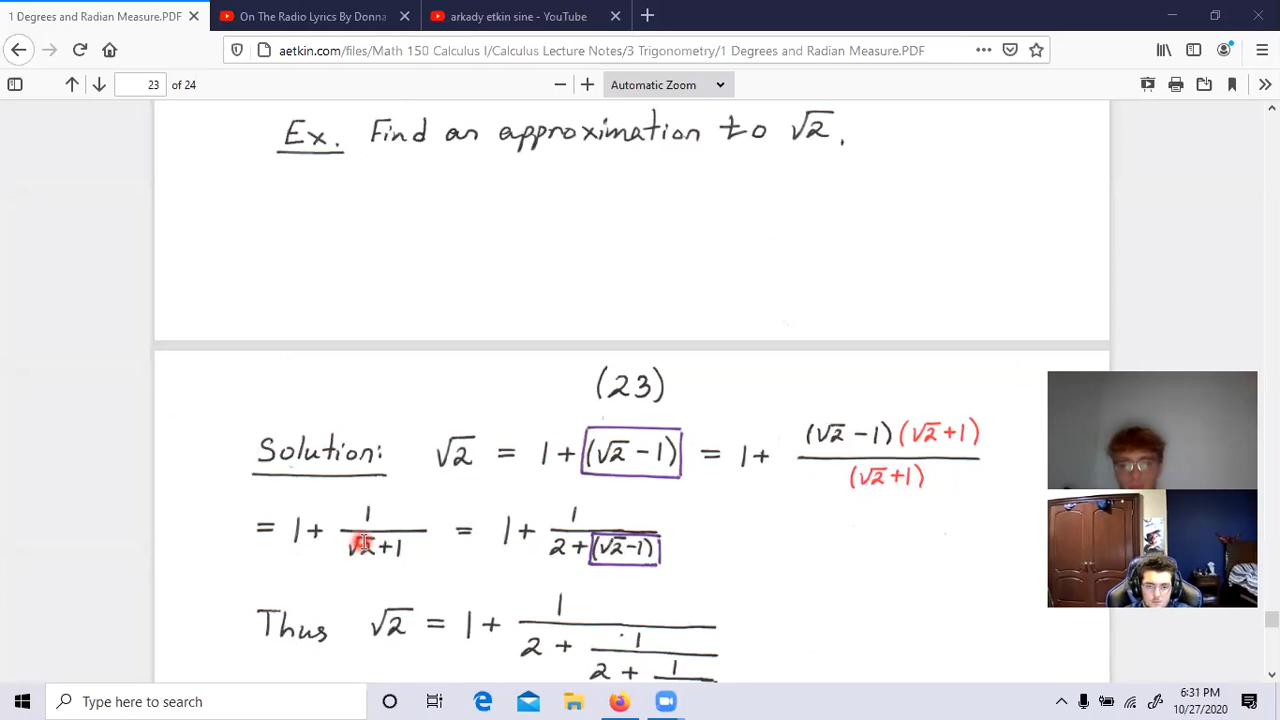 1 Degrees and Radian Measure.PDF
On The Radio Lyrics By Donna
arkady etkin sine - YouTube
aetkin.com/files/Math 150 Calculus I/Calculus Lecture Notes/3 Trigonometry/1 Degrees and Radian Measure.PDF
23 of 24
Automatic Zoom
Ex. Find an approximation to √2.
(23)
Solution: √2 = 1 + (√2 - 1) = 1 + (√2 - 1)(√2 + 1) / (√2 + 1)
= 1 + 1 / (√2 + 1) = 1 + 1 / (2 + (√2 - 1))
Thus √2 = 1 + 1 / (2 + 1 / (2 + 1
Type here to search
6:31 PM
10/27/2020